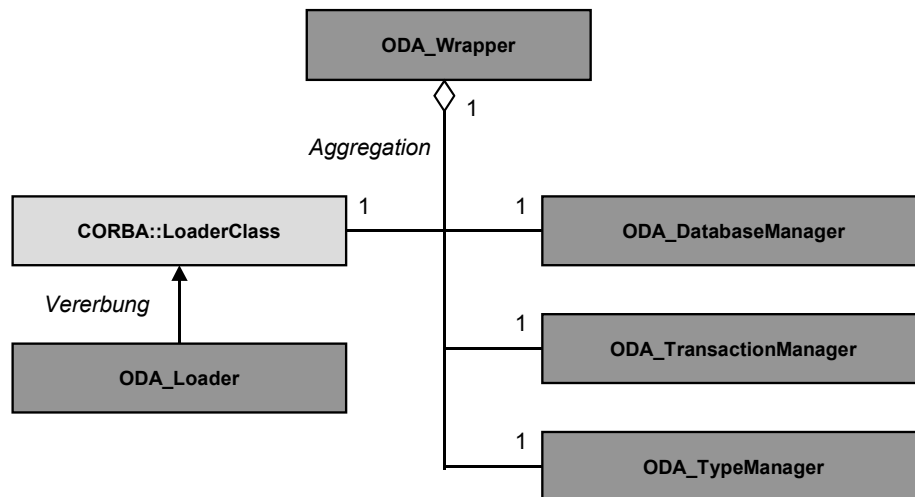 ODA_Wrapper
1
Aggregation
CORBA::LoaderClass
1
1
ODA_DatabaseManager
Vererbung
1
ODA_TransactionManager
ODA_Loader
1
ODA_TypeManager